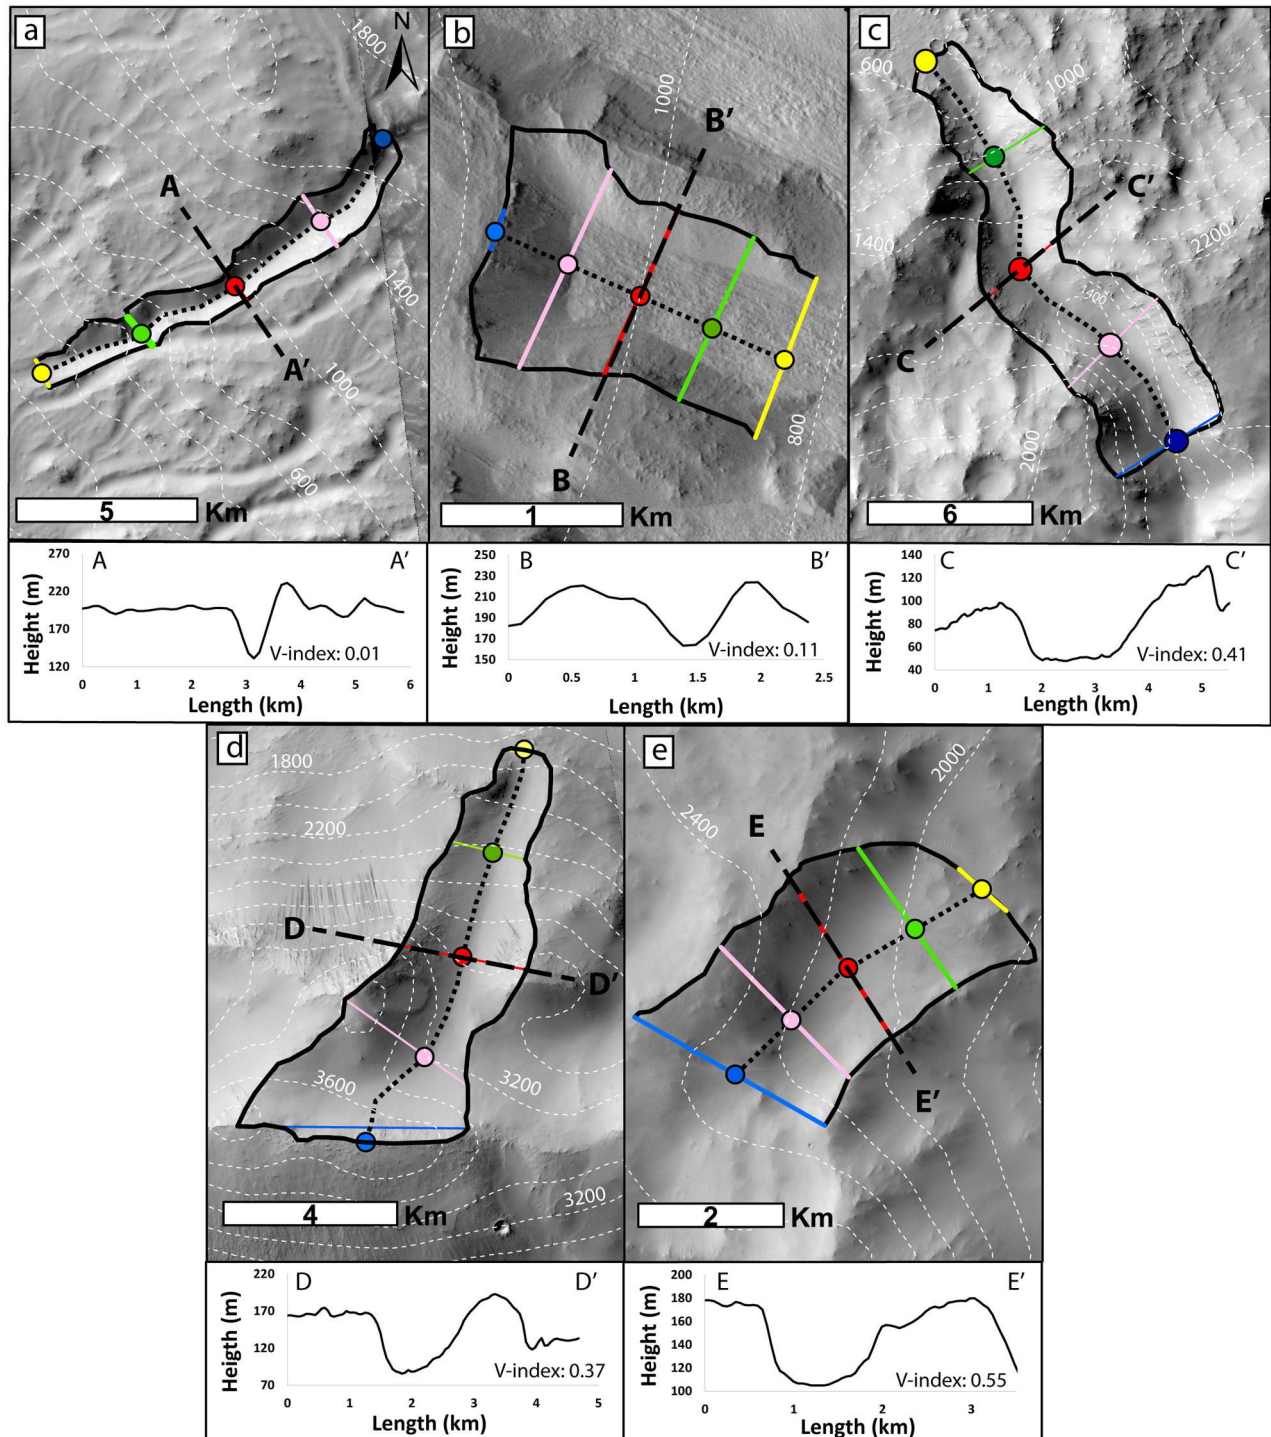 a
N
1800
A
A'
1400
1000
600
5 Km
b
1000
B'
B
800
1 Km
c
600
1000
C'
1400
2200
1400
C
2000
6 Km
A A'
Height (m)
270
220
170
120
V-index: 0.01
0 1 2 3 4 5 6
Length (km)
B B'
Height (m)
250
230
210
190
170
150
V-index: 0.11
0 0.5 1 1.5 2 2.5
Length (km)
C C'
Height (m)
140
120
100
80
60
40
V-index: 0.41
0 1 2 3 4 5
Length (km)
d
1800
2200
D
D'
3600
3200
3200
4 Km
e
2000
2400
E
E'
2 Km
D D'
Heigth (m)
220
170
120
70
V-index: 0.37
0 1 2 3 4 5
Length (km)
E E'
Height (m)
200
180
160
140
120
100
V-index: 0.55
0 1 2 3
Length (km)